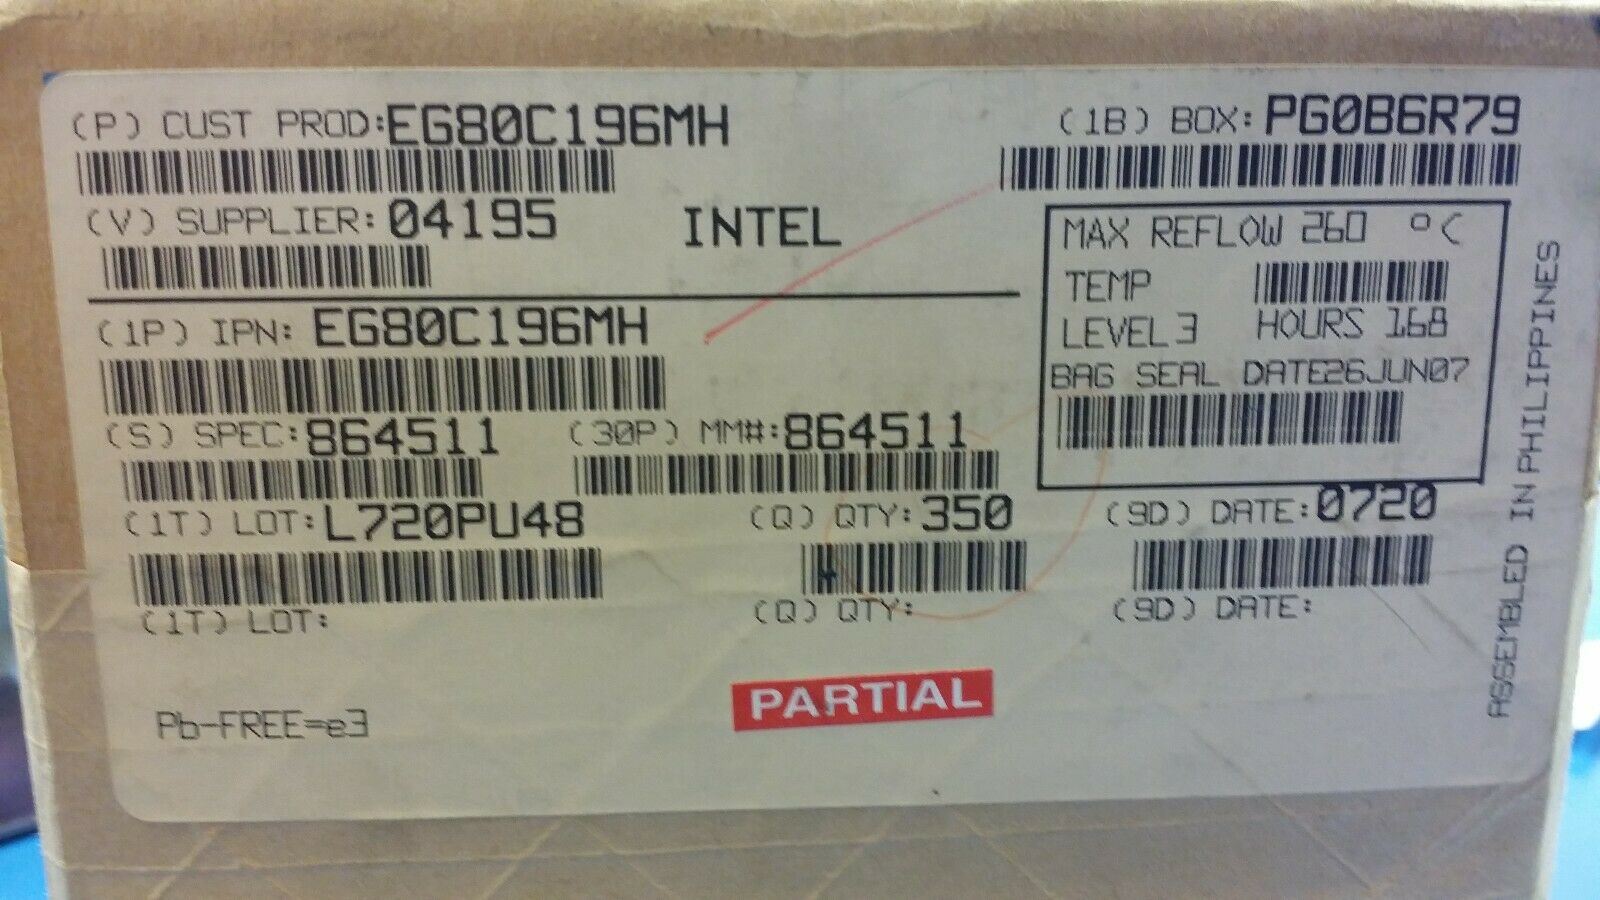 (P) CUST PROD:EG80C196MH
(1B) BOX: PG0B6R79
(V) SUPPLIER: 04195
INTEL
MAX REFLOW 260 °C
TEMP
LEVEL 3 HOURS 168
BAG SEAL DATE26JUN07
(1P) IPN: EG80C196MH
(S) SPEC:864511
(30P) MM#:864511
(1T) LOT:L720PU48
(Q) QTY:350
(9D) DATE:0720
(1T) LOT:
(Q) QTY:
(9D) DATE:
Pb-FREE=e3
PARTIAL
ASSEMBLED IN PHILIPPINES